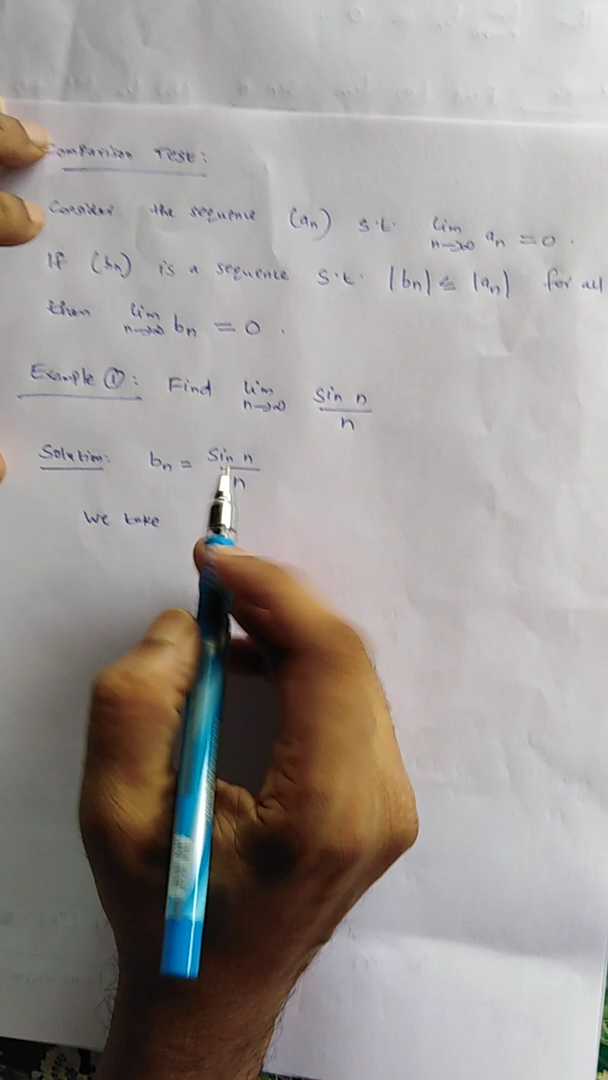 Comparison Test:
Consider the sequence (an) s.t. lim n→∞ an = 0.
If (bn) is a sequence s.t. |bn| ≤ |an| for all
then lim n→∞ bn = 0.
Example ①: Find lim n→∞ Sin n / n
Solution: bn = Sin n / n
We take